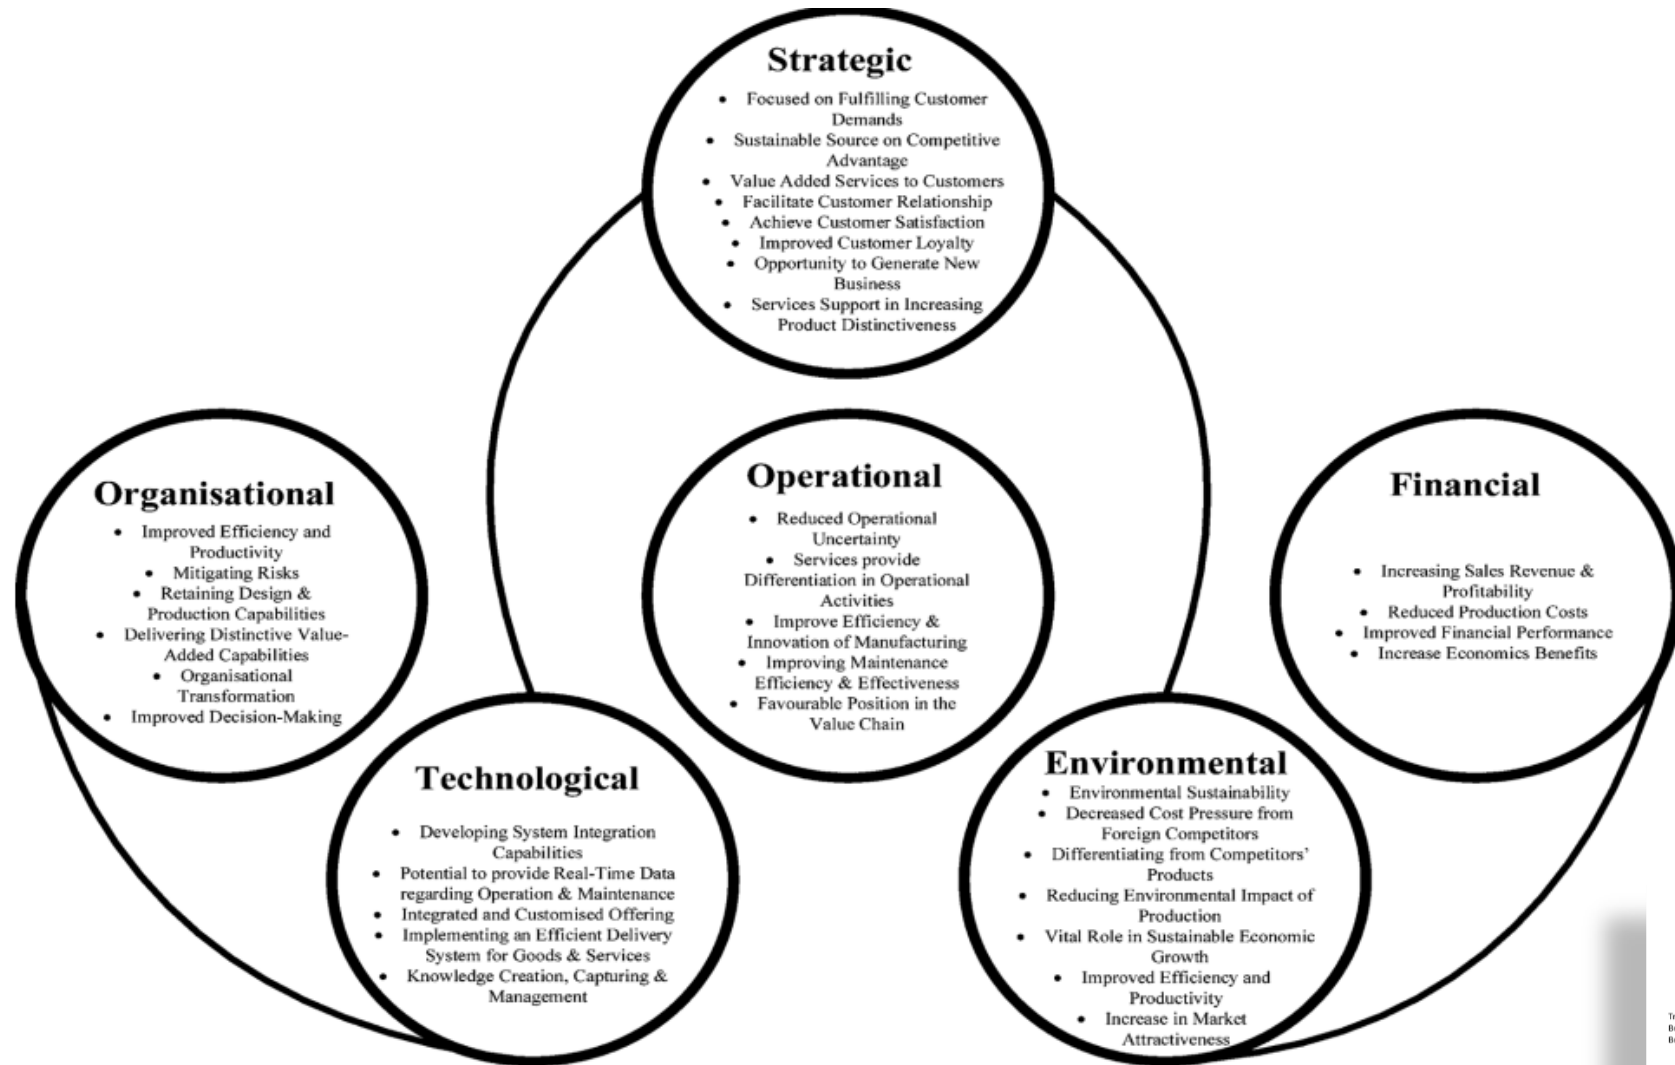 Strategic
• Focused on Fulfilling Customer
Demands
• Sustainable Source on Competitive
Advantage
• Value Added Services to Customers
• Facilitate Customer Relationship
• Achieve Customer Satisfaction
• Improved Customer Loyalty
• Opportunity to Generate New
Business
• Services Support in Increasing
Product Distinctiveness
Organisational
• Improved Efficiency and
Productivity
• Mitigating Risks
• Retaining Design &
Production Capabilities
• Delivering Distinctive Value-
Added Capabilities
• Organisational
Transformation
• Improved Decision-Making
Operational
• Reduced Operational
Uncertainty
• Services provide
Differentiation in Operational
Activities
• Improve Efficiency &
Innovation of Manufacturing
• Improving Maintenance
Efficiency & Effectiveness
• Favourable Position in the
Value Chain
Financial
• Increasing Sales Revenue &
Profitability
• Reduced Production Costs
• Improved Financial Performance
• Increase Economics Benefits
Technological
• Developing System Integration
Capabilities
• Potential to provide Real-Time Data
regarding Operation & Maintenance
• Integrated and Customised Offering
• Implementing an Efficient Delivery
System for Goods & Services
• Knowledge Creation, Capturing &
Management
Environmental
• Environmental Sustainability
• Decreased Cost Pressure from
Foreign Competitors
• Differentiating from Competitors'
Products
• Reducing Environmental Impact of
Production
• Vital Role in Sustainable Economic
Growth
• Improved Efficiency and
Productivity
• Increase in Market
Attractiveness